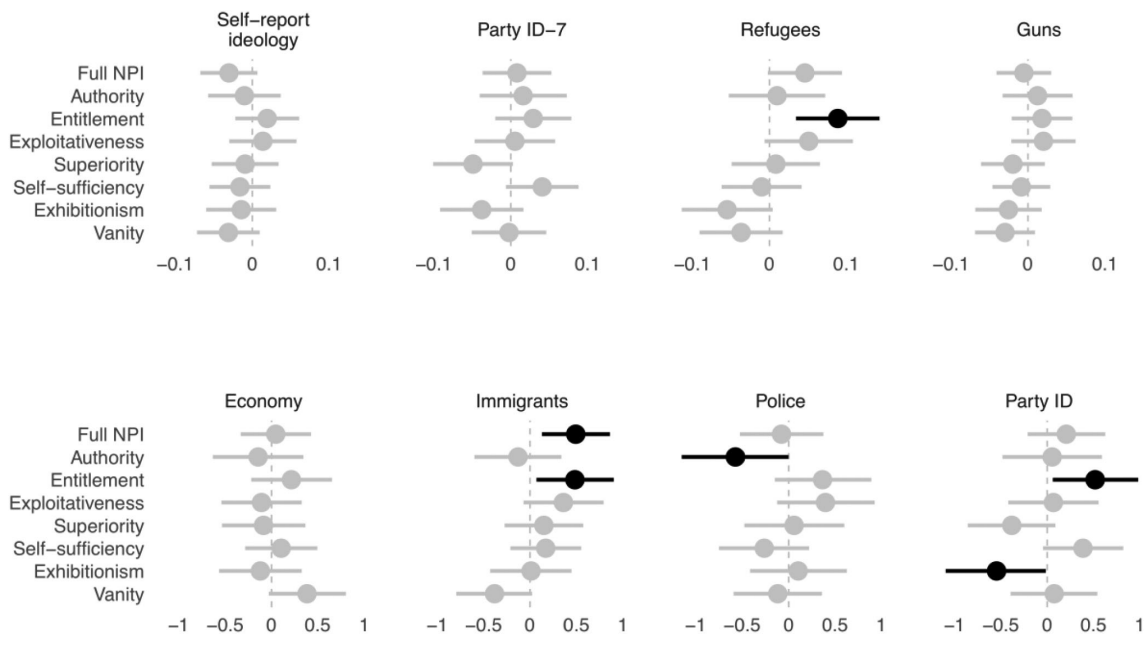 Self−report
ideology
Party ID−7
Refugees
Guns
Full NPI
Authority
Entitlement
Exploitativeness
Superiority
Self−sufficiency
Exhibitionism
Vanity
−0.1 0 0.1 −0.1 0 0.1 −0.1 0 0.1 −0.1 0 0.1
Economy Immigrants Police Party ID
Full NPI
Authority
Entitlement
Exploitativeness
Superiority
Self−sufficiency
Exhibitionism
Vanity
−1 −0.5 0 0.5 1 −1 −0.5 0 0.5 1 −1 −0.5 0 0.5 1 −1 −0.5 0 0.5 1